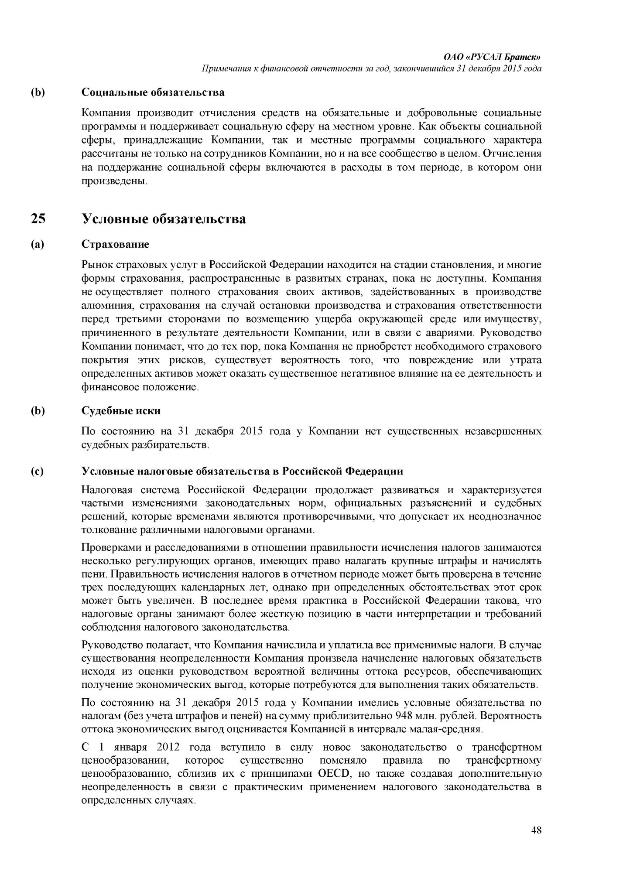 ОАО «РУСАЛ Братск»
Примечания к финансовой отчетности за год, закончившийся 31 декабря 2015 года
(b) Социальные обязательства
Компания производит отчисления средств на обязательные и добровольные социальные
программы и поддерживает социальную сферу на местном уровне. Как объекты социальной
сферы, принадлежащие Компании, так и местные программы социального характера
рассчитаны не только на сотрудников Компании, но и на все сообщество в целом. Отчисления
на поддержание социальной сферы включаются в расходы в том периоде, в котором они
произведены.
25 Условные обязательства
(a) Страхование
Рынок страховых услуг в Российской Федерации находится на стадии становления, и многие
формы страхования, распространенные в развитых странах, пока не доступны. Компания
не осуществляет полного страхования своих активов, задействованных в производстве
алюминия, страхования на случай остановки производства и страхования ответственности
перед третьими сторонами по возмещению ущерба окружающей среде или имуществу,
причиненного в результате деятельности Компании, или в связи с авариями. Руководство
Компании понимает, что до тех пор, пока Компания не приобретет необходимого страхового
покрытия этих рисков, существует вероятность того, что повреждение или утрата
определенных активов может оказать существенное негативное влияние на ее деятельность и
финансовое положение.
(b) Судебные иски
По состоянию на 31 декабря 2015 года у Компании нет существенных незавершенных
судебных разбирательств.
(c) Условные налоговые обязательства в Российской Федерации
Налоговая система Российской Федерации продолжает развиваться и характеризуется
частыми изменениями законодательных норм, официальных разъяснений и судебных
решений, которые временами являются противоречивыми, что допускает их неоднозначное
толкование различными налоговыми органами.
Проверками и расследованиями в отношении правильности исчисления налогов занимаются
несколько регулирующих органов, имеющих право налагать крупные штрафы и начислять
пени. Правильность исчисления налогов в отчетном периоде может быть проверена в течение
трех последующих календарных лет, однако при определенных обстоятельствах этот срок
может быть увеличен. В последнее время практика в Российской Федерации такова, что
налоговые органы занимают более жесткую позицию в части интерпретации и требований
соблюдения налогового законодательства.
Руководство полагает, что Компания начислила и уплатила все применимые налоги. В случае
существования неопределенности Компания произвела начисление налоговых обязательств
исходя из оценки руководством вероятной величины оттока ресурсов, обеспечивающих
получение экономических выгод, которые потребуются для выполнения таких обязательств.
По состоянию на 31 декабря 2015 года у Компании имелись условные обязательства по
налогам (без учета штрафов и пеней) на сумму приблизительно 948 млн. рублей. Вероятность
оттока экономических выгод оценивается Компанией в интервале малая-средняя.
С 1 января 2012 года вступило в силу новое законодательство о трансфертном
ценообразовании, которое существенно поменяло правила по трансфертному
ценообразованию, сблизив их с принципами OECD, но также создавая дополнительную
неопределенность в связи с практическим применением налогового законодательства в
определенных случаях.
48